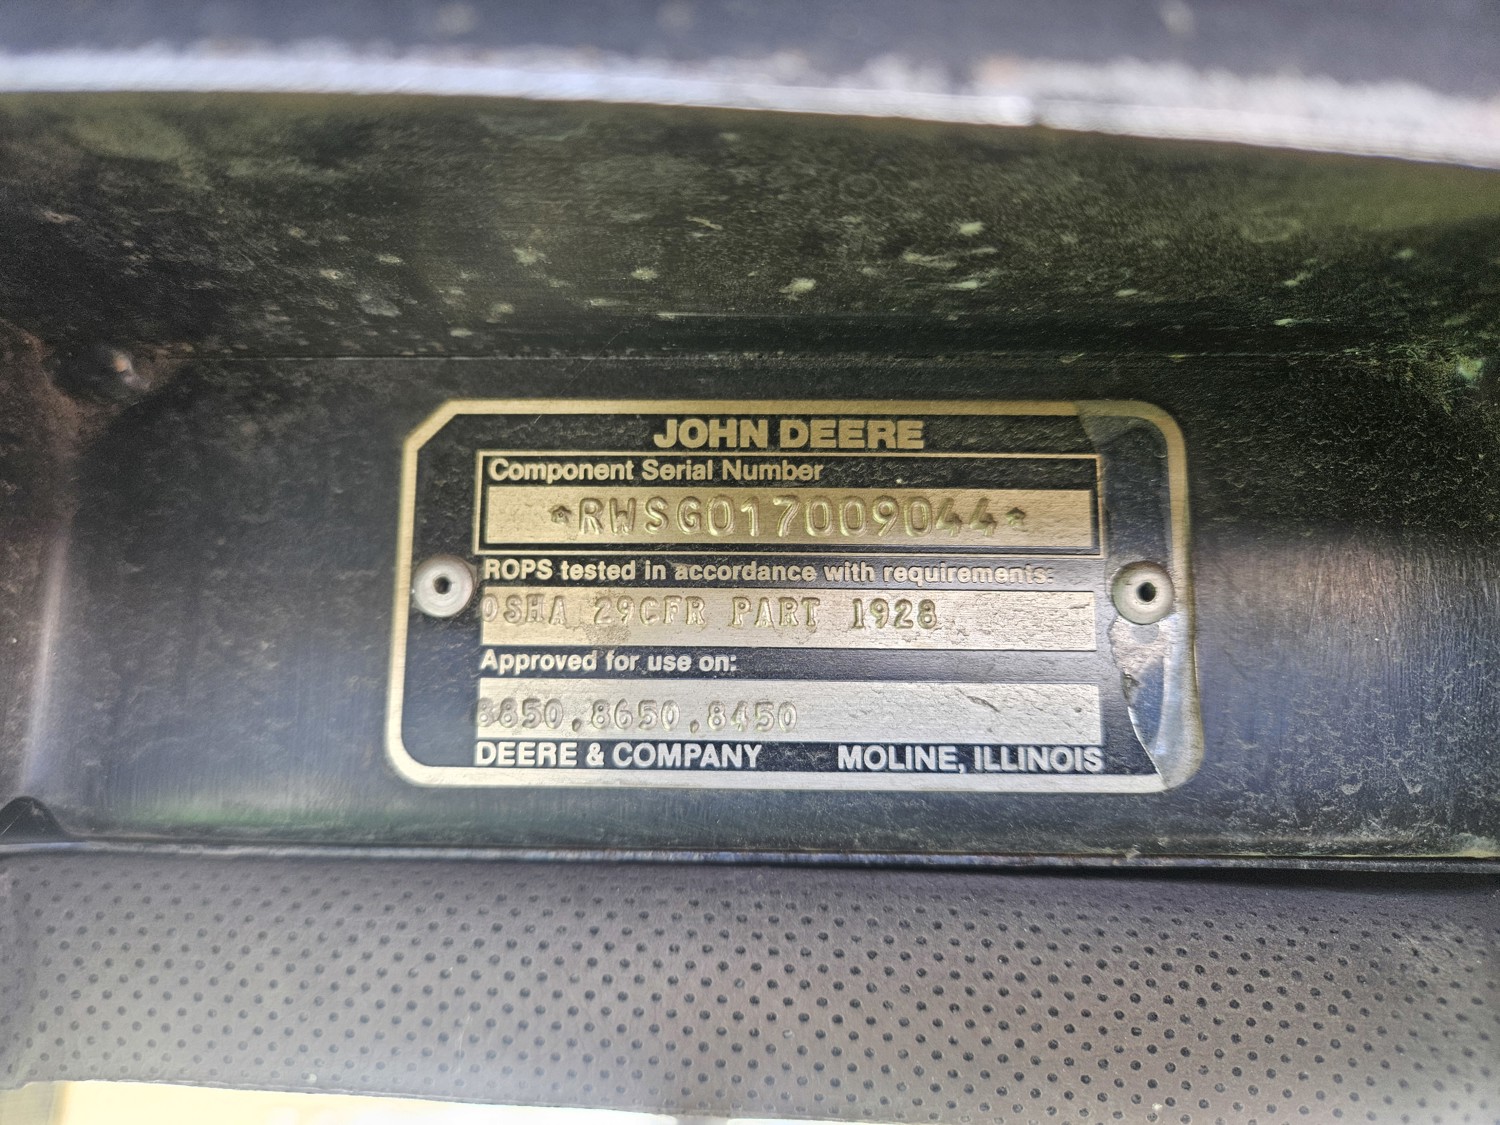 JOHN DEERE
Component Serial Number
*RWSG017009044*
ROPS tested in accordance with requirements:
OSHA 29CFR PART 1928
Approved for use on:
8850,8650,8450
DEERE & COMPANY MOLINE, ILLINOIS